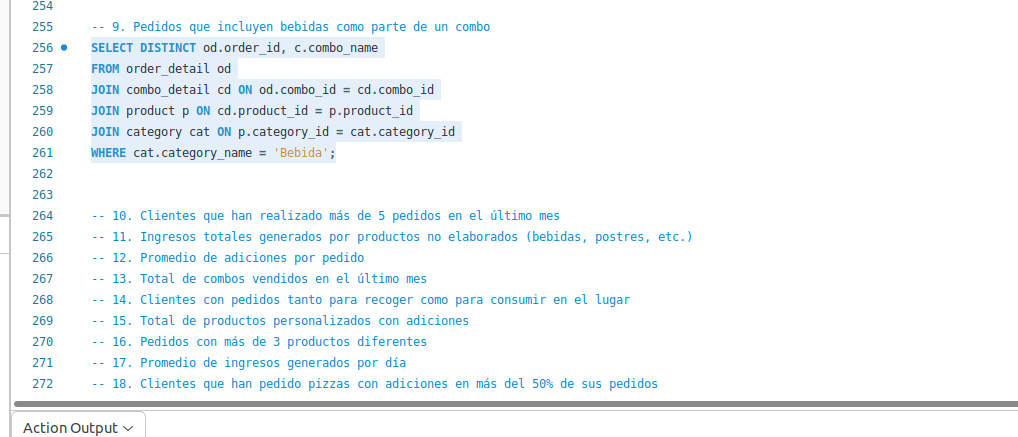 254
255 -- 9. Pedidos que incluyen bebidas como parte de un combo
256 SELECT DISTINCT od.order_id, c.combo_name
257 FROM order_detail od
258 JOIN combo_detail cd ON od.combo_id = cd.combo_id
259 JOIN product p ON cd.product_id = p.product_id
260 JOIN category cat ON p.category_id = cat.category_id
261 WHERE cat.category_name = 'Bebida';
262
263
264 -- 10. Clientes que han realizado más de 5 pedidos en el último mes
265 -- 11. Ingresos totales generados por productos no elaborados (bebidas, postres, etc.)
266 -- 12. Promedio de adiciones por pedido
267 -- 13. Total de combos vendidos en el último mes
268 -- 14. Clientes con pedidos tanto para recoger como para consumir en el lugar
269 -- 15. Total de productos personalizados con adiciones
270 -- 16. Pedidos con más de 3 productos diferentes
271 -- 17. Promedio de ingresos generados por día
272 -- 18. Clientes que han pedido pizzas con adiciones en más del 50% de sus pedidos
Action Output